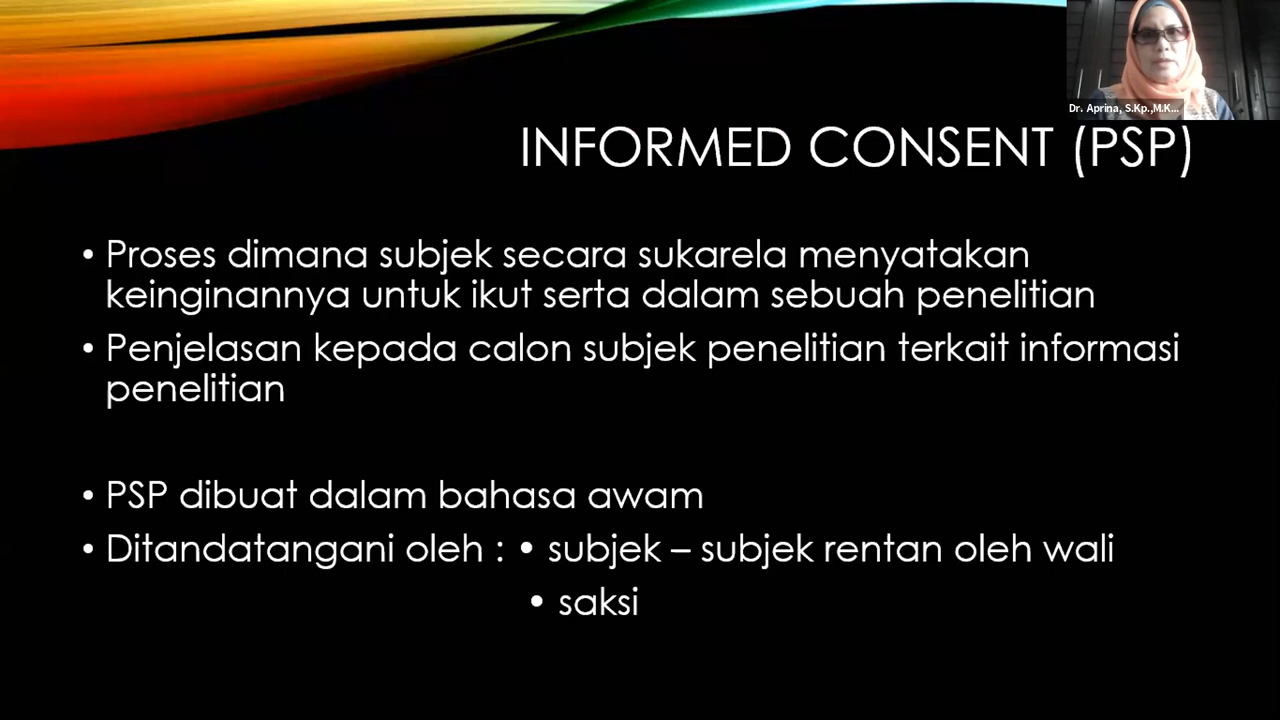 Dr. Aprina, S.Kp.,M.K...
INFORMED CONSENT (PSP)
• Proses dimana subjek secara sukarela menyatakan
keinginannya untuk ikut serta dalam sebuah penelitian
• Penjelasan kepada calon subjek penelitian terkait informasi
penelitian
• PSP dibuat dalam bahasa awam
• Ditandatangani oleh : • subjek – subjek rentan oleh wali
• saksi